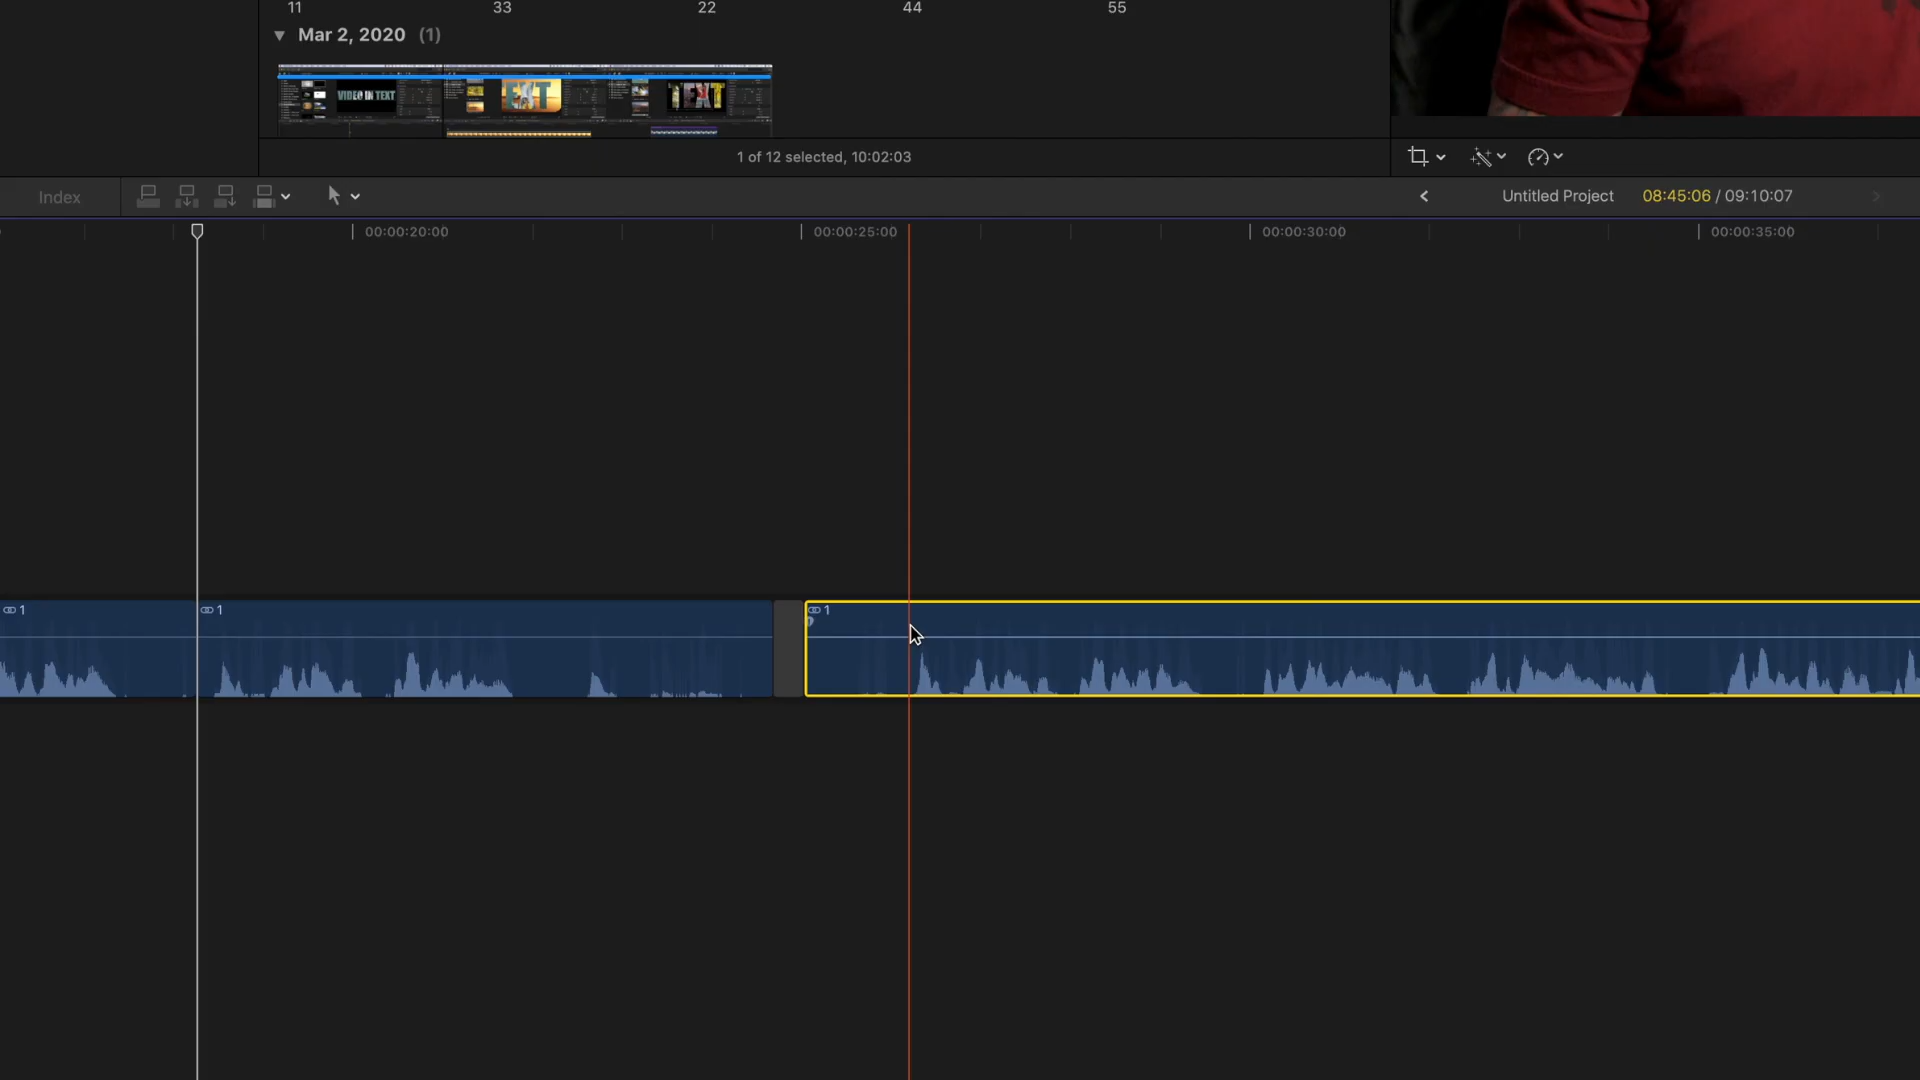 11 33 22 44 55
Mar 2, 2020 (1)
VIDEO IN TEXT
1 of 12 selected, 10:02:03
Index
Untitled Project 08:45:06 / 09:10:07
00:00:20:00 00:00:25:00 00:00:30:00 00:00:35:00
1 1 1